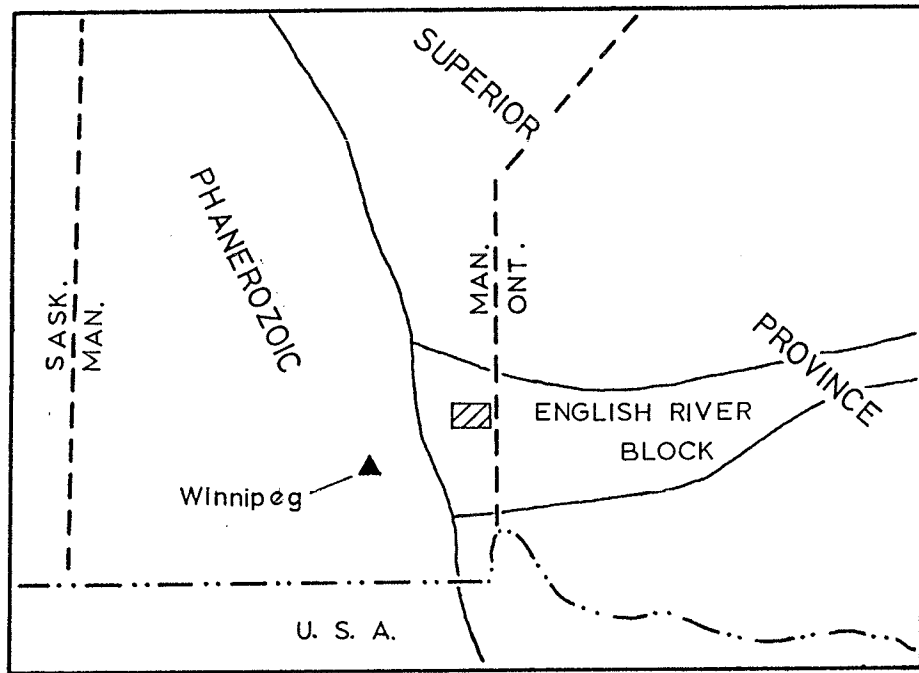 SUPERIOR
PHANEROZOIC
SASK.
MAN.
MAN.
ONT.
PROVINCE
ENGLISH RIVER
BLOCK
Winnipeg
U. S. A.